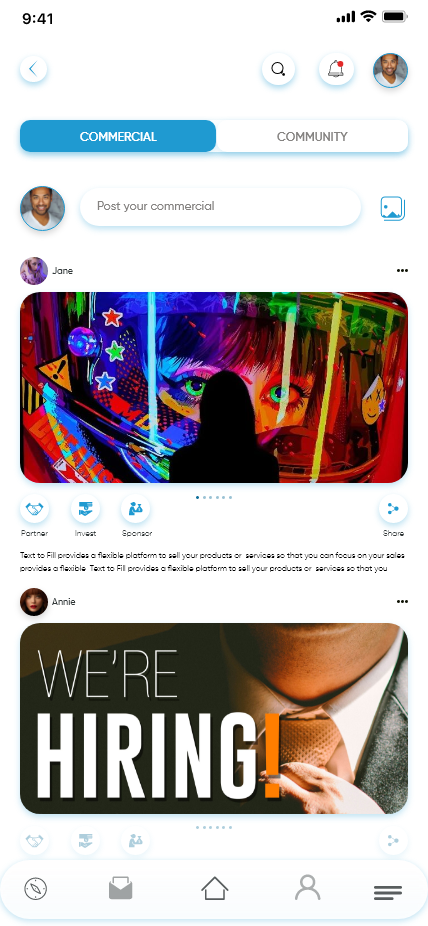 9:41
COMMERCIAL
COMMUNITY
Post your commercial
Jane
Partner
Invest
Sponsor
Share
Text to Fill provides a flexible platform to sell your products or services so that you can focus on your sales
provides a flexible Text to Fill provides a flexible platform to sell your products or services so that you
Annie
WE'RE
HIRING!